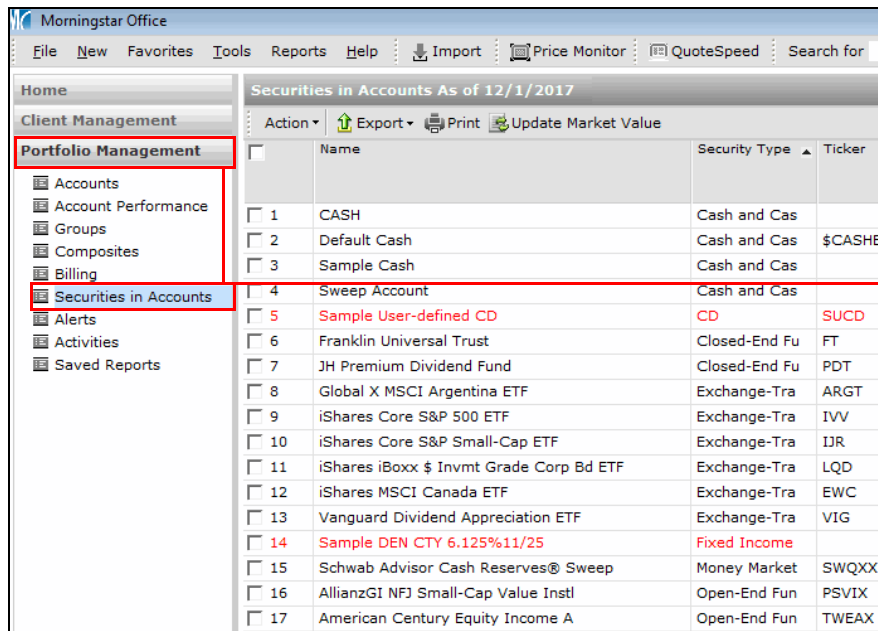 Morningstar Office
File New Favorites Tools Reports Help Import Price Monitor QuoteSpeed Search for
Home
Client Management
Portfolio Management
Accounts
Account Performance
Groups
Composites
Billing
Securities in Accounts
Alerts
Activities
Saved Reports
Securities in Accounts As of 12/1/2017
Action Export Print Update Market Value
Name Security Type Ticker
1 CASH Cash and Cas
2 Default Cash Cash and Cas $CASHE
3 Sample Cash Cash and Cas
4 Sweep Account Cash and Cas
5 Sample User-defined CD CD SUCD
6 Franklin Universal Trust Closed-End Fu FT
7 JH Premium Dividend Fund Closed-End Fu PDT
8 Global X MSCI Argentina ETF Exchange-Tra ARGT
9 iShares Core S&P 500 ETF Exchange-Tra IVV
10 iShares Core S&P Small-Cap ETF Exchange-Tra IJR
11 iShares iBoxx $ Invmt Grade Corp Bd ETF Exchange-Tra LQD
12 iShares MSCI Canada ETF Exchange-Tra EWC
13 Vanguard Dividend Appreciation ETF Exchange-Tra VIG
14 Sample DEN CTY 6.125%11/25 Fixed Income
15 Schwab Advisor Cash Reserves® Sweep Money Market SWQXX
16 AllianzGI NFJ Small-Cap Value Instl Open-End Fun PSVIX
17 American Century Equity Income A Open-End Fun TWEAX